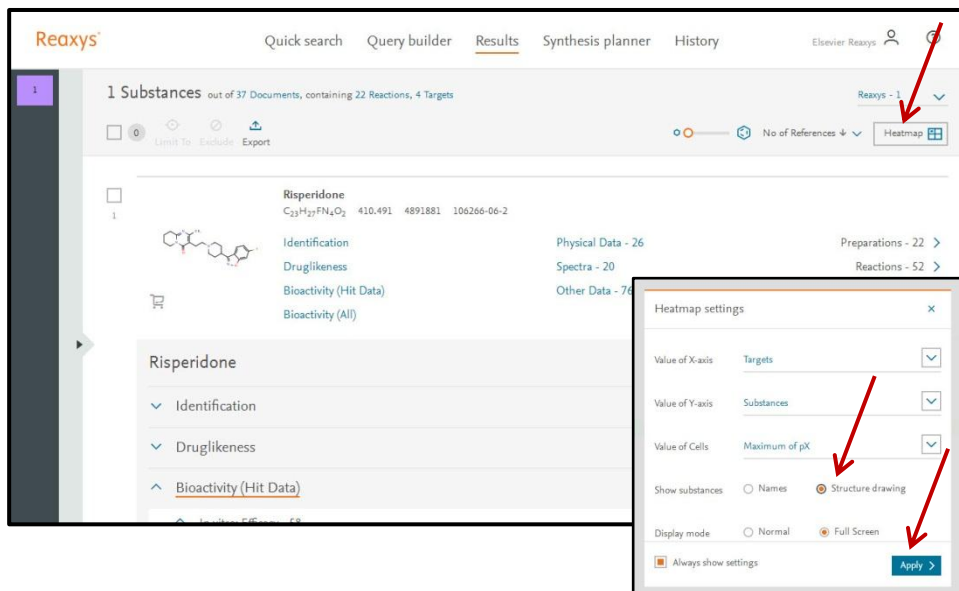 Reaxys
Quick search Query builder Results Synthesis planner History Elsevier Reaxys
1
1 Substances out of 37 Documents, containing 22 Reactions, 4 Targets
Reaxys - 1
0 Limit To Exclude Export
No of References Heatmap
1
Risperidone
C23H27FN4O2 410.491 4891881 106266-06-2
Identification Physical Data - 26 Preparations - 22
Druglikeness Spectra - 20 Reactions - 52
Bioactivity (Hit Data) Other Data - 76
Bioactivity (All)
Risperidone
Identification
Druglikeness
Bioactivity (Hit Data)
Heatmap settings
Value of X-axis Targets
Value of Y-axis Substances
Value of Cells Maximum of pX
Show substances Names Structure drawing
Display mode Normal Full Screen
Always show settings Apply